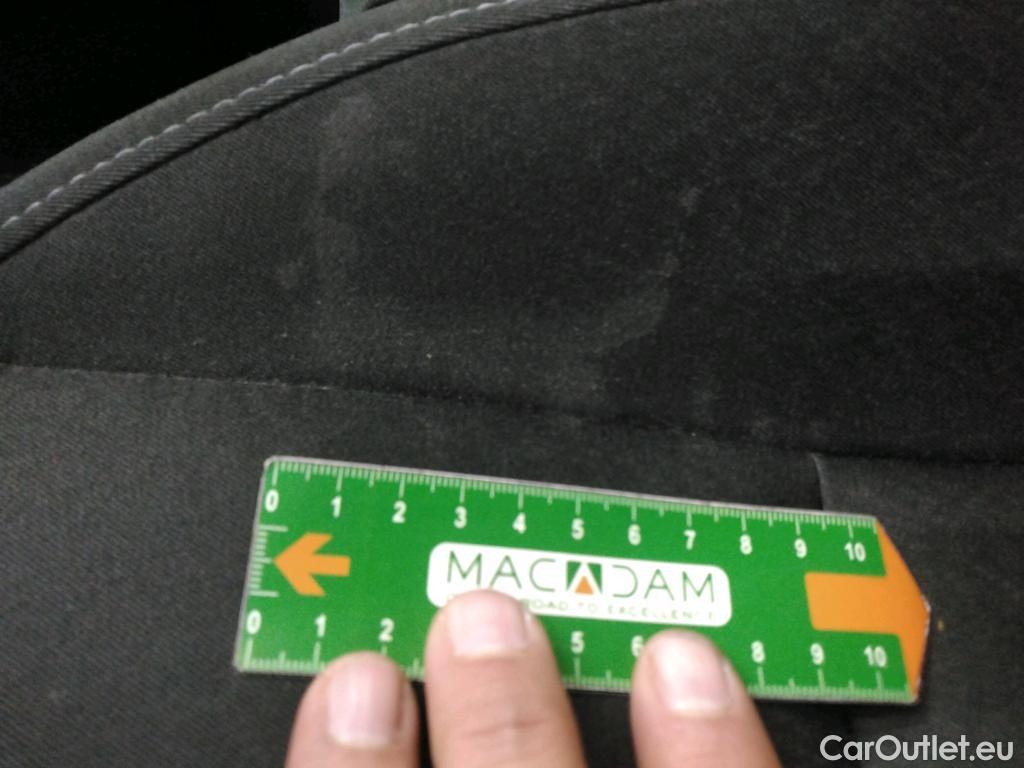 0 1 2 3 4 5 6 7 8 9 10
MACADAM
ROAD TO EXCELLENCE
0 1 2 5 6 8 9 10
CarOutlet.eu